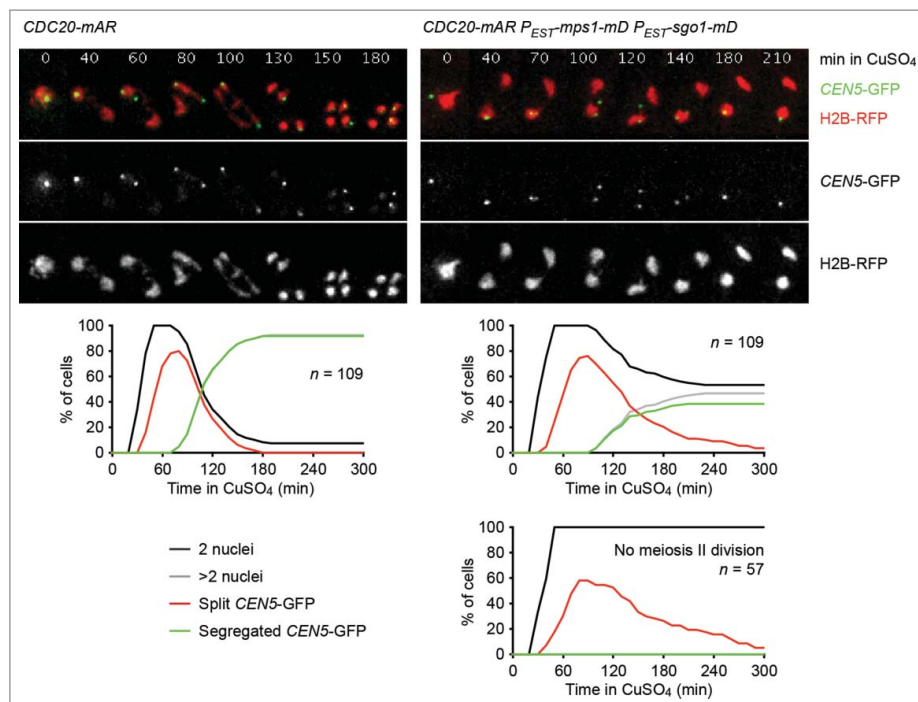 CDC20-mAR
CDC20-mAR P_EST-mps1-mD P_EST-sgo1-mD
0 40 60 80 100 130 160 180
0 40 70 100 120 140 180 210
min in CuSO₄
CEN5-GFP
H2B-RFP
CEN5-GFP
H2B-RFP
100
80
60
40
20
0
% of cells
n = 109
0 60 120 180 240 300
Time in CuSO₄ (min)
100
80
60
40
20
0
% of cells
n = 109
0 60 120 180 240 300
Time in CuSO₄ (min)
2 nuclei
>2 nuclei
Split CEN5-GFP
Segregated CEN5-GFP
100
80
60
40
20
0
% of cells
No meiosis II division
n = 57
0 60 120 180 240 300
Time in CuSO₄ (min)